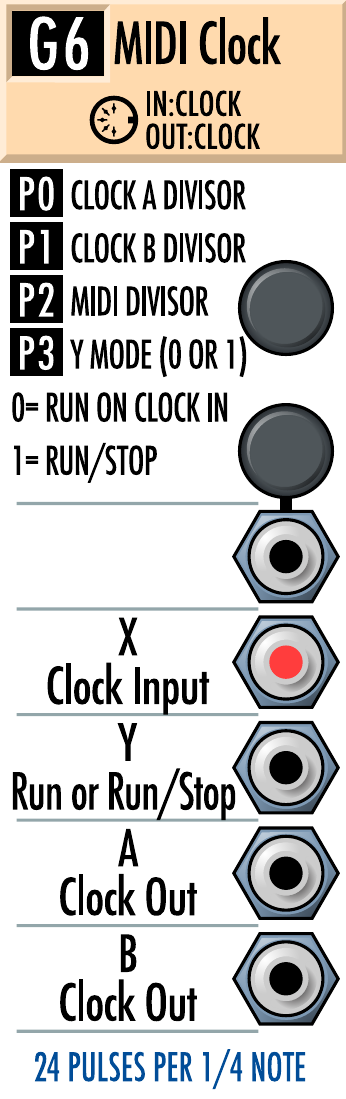 G6 MIDI Clock
IN:CLOCK
OUT:CLOCK
P0 CLOCK A DIVISOR
P1 CLOCK B DIVISOR
P2 MIDI DIVISOR
P3 Y MODE (0 OR 1)
0= RUN ON CLOCK IN
1= RUN/STOP
X
Clock Input
Y
Run or Run/Stop
A
Clock Out
B
Clock Out
24 PULSES PER 1/4 NOTE